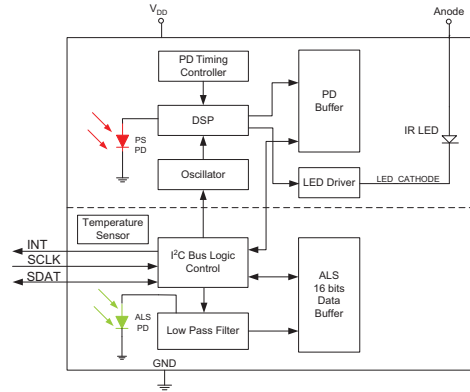 V_DD
Anode
PD Timing
Controller
PD
Buffer
DSP
PS
PD
IR LED
Oscillator
LED Driver
LED_CATHODE
Temperature
Sensor
INT
SCLK
SDAT
I²C Bus Logic
Control
ALS
16 bits
Data
Buffer
ALS
PD
Low Pass Filter
GND